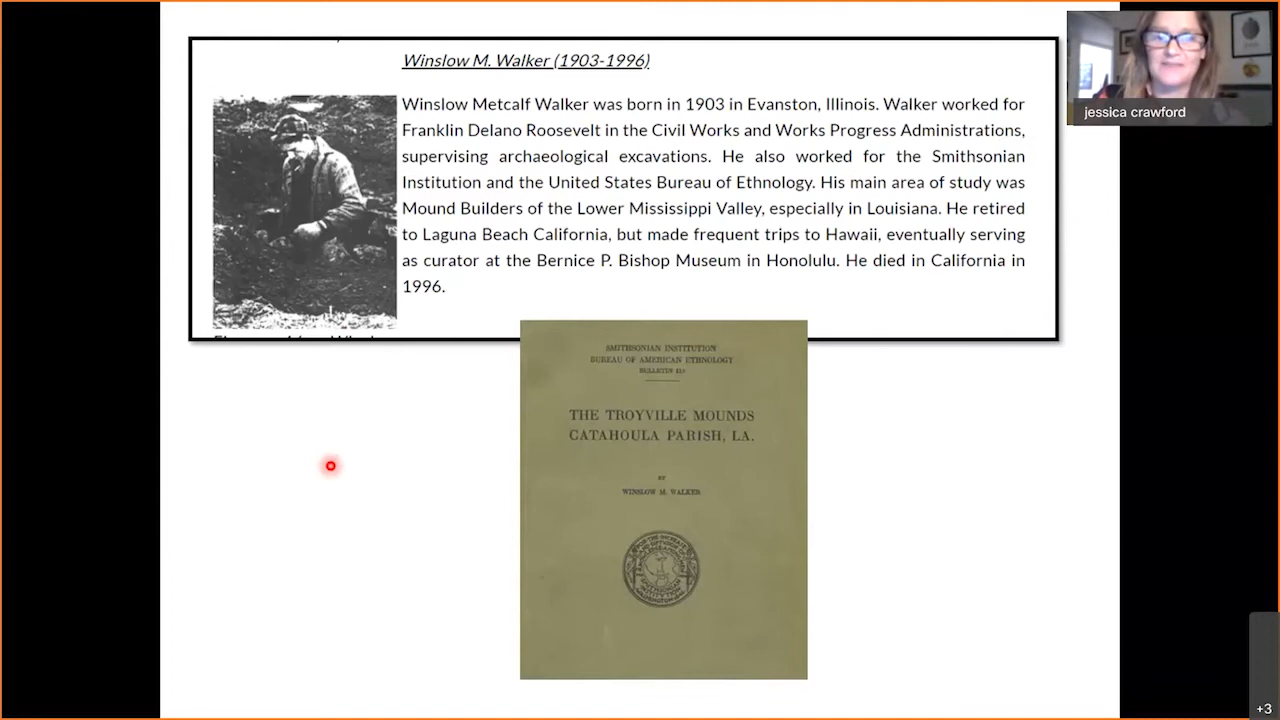 Winslow M. Walker (1903-1996)
Winslow Metcalf Walker was born in 1903 in Evanston, Illinois. Walker worked for
Franklin Delano Roosevelt in the Civil Works and Works Progress Administrations,
supervising archaeological excavations. He also worked for the Smithsonian
Institution and the United States Bureau of Ethnology. His main area of study was
Mound Builders of the Lower Mississippi Valley, especially in Louisiana. He retired
to Laguna Beach California, but made frequent trips to Hawaii, eventually serving
as curator at the Bernice P. Bishop Museum in Honolulu. He died in California in
1996.
jessica crawford
SMITHSONIAN INSTITUTION
BUREAU OF AMERICAN ETHNOLOGY
BULLETIN 113
THE TROYVILLE MOUNDS
CATAHOULA PARISH, LA.
BY
WINSLOW M. WALKER
+3